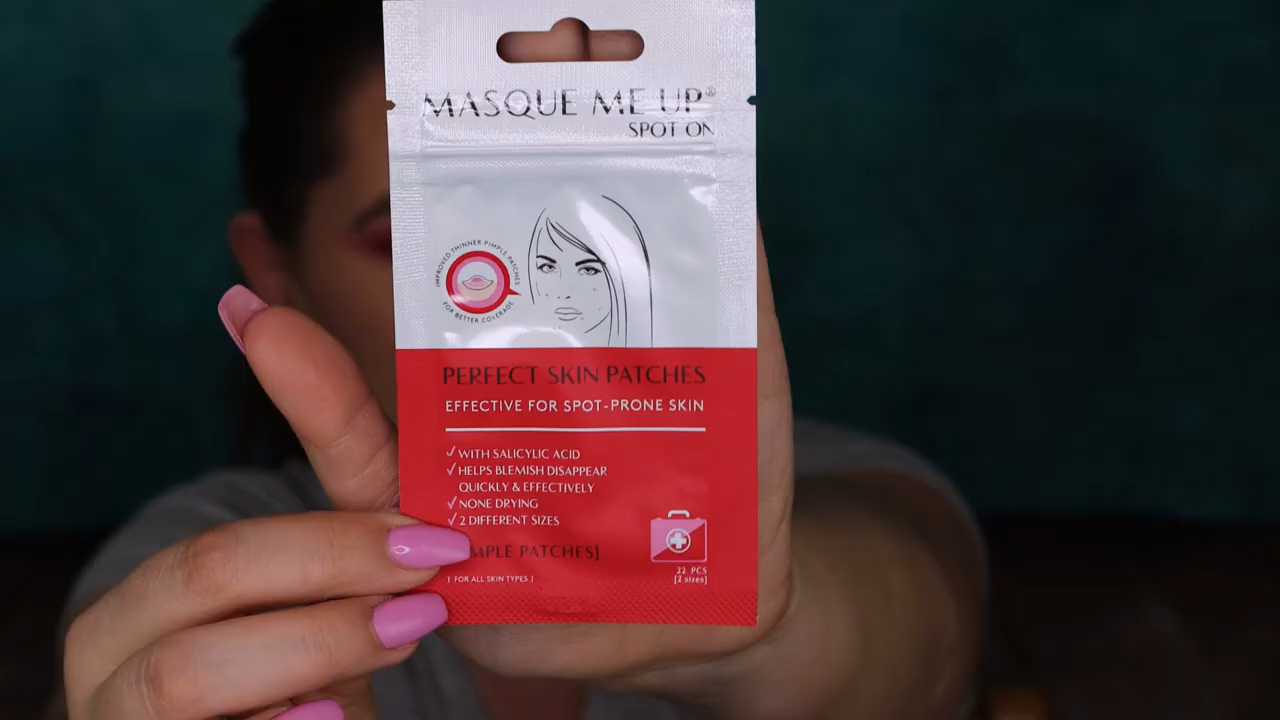 MASQUE ME UP®
SPOT ON
IMPROVED THINNER PIMPLE PATCHES
FOR BETTER COVERAGE
PERFECT SKIN PATCHES
EFFECTIVE FOR SPOT-PRONE SKIN
✓WITH SALICYLIC ACID
✓HELPS BLEMISH DISAPPEAR
QUICKLY & EFFECTIVELY
✓NONE DRYING
✓2 DIFFERENT SIZES
MPLE PATCHES]
22 PCS
[2 sizes]
[ FOR ALL SKIN TYPES ]